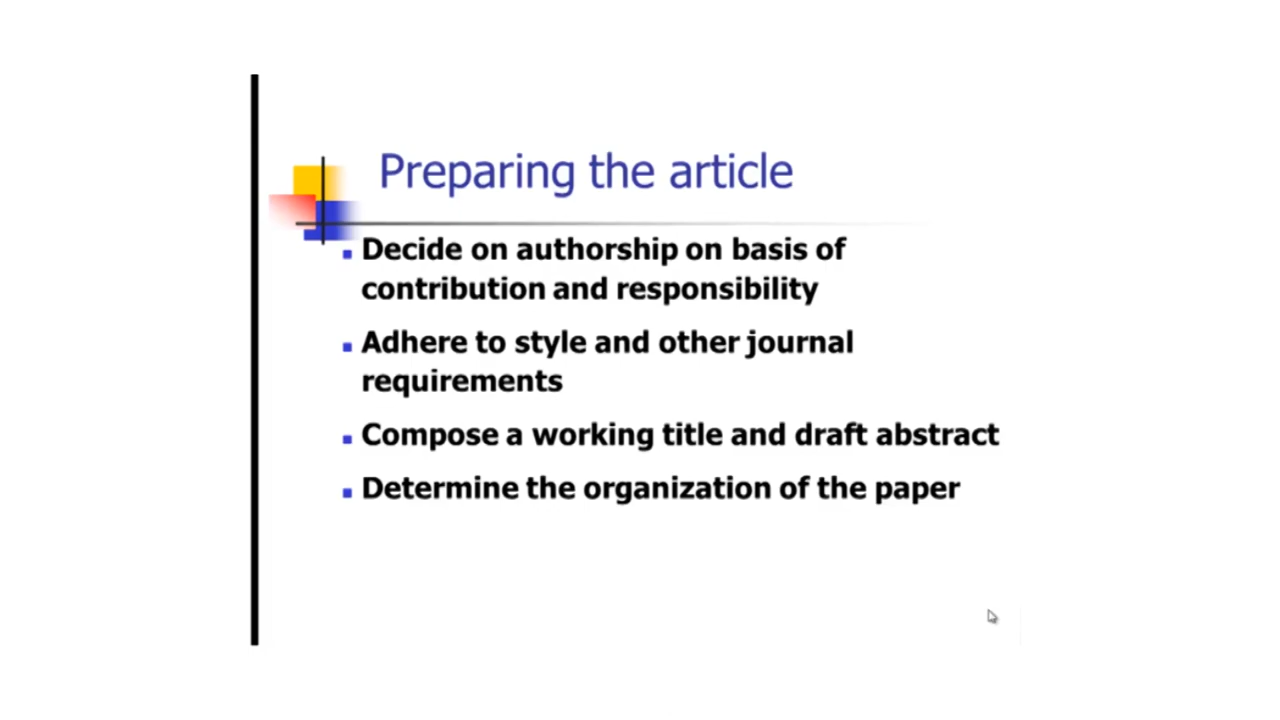 Preparing the article
Decide on authorship on basis of
contribution and responsibility
Adhere to style and other journal
requirements
Compose a working title and draft abstract
Determine the organization of the paper